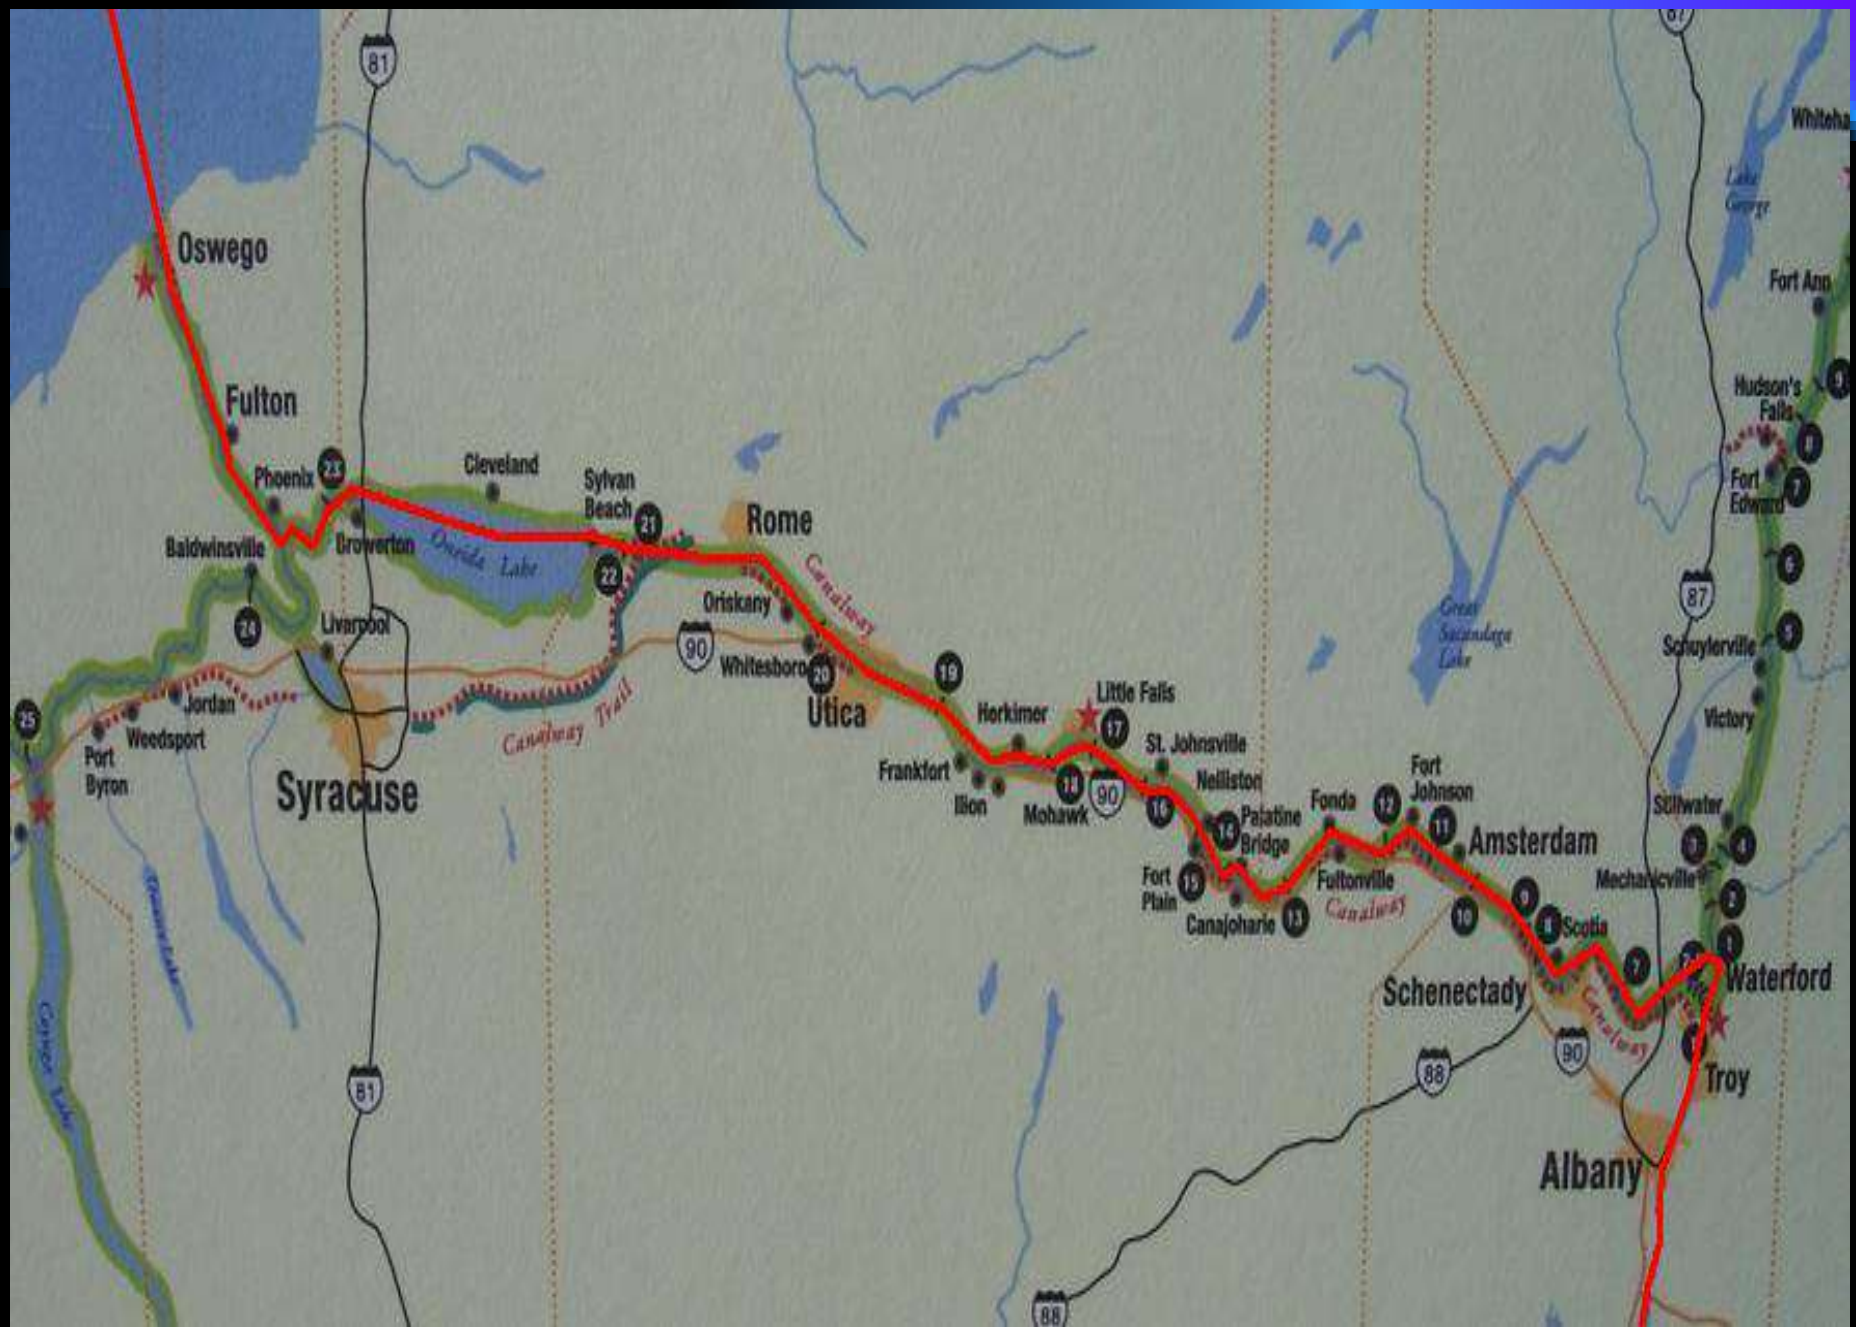 81
87
Whiteha
Lake
George
Oswego
Fort Ann
Hudson's
Falls
9
8
Fulton
Phoenix
23
Cleveland
Sylvan
Beach
21
Rome
Fort
Edward
7
Baldwinsville
Browerton
Oneida Lake
22
Canalway
6
Oriskany
87
Great
Sacandaga
Lake
24
Liverpool
90
Whitesboro
20
Utica
19
5
Schuylerville
Victory
25
Jordan
Weedsport
Port
Byron
Canalway Trail
Syracuse
Herkimer
Little Falls
17
St. Johnsville
Frankfort
Ilion
Mohawk
18
90
16
Nelliston
Palatine
Bridge
14
Fort
Plain
15
Canajoharie
13
Fonda
12
Fort
Johnson
11
Amsterdam
Fultonville
Canalway
10
9
8
Scotia
Stillwater
3
4
Mechanicville
2
1
7
Waterford
Schenectady
Canalway
90
88
Troy
Cayuga Lake
81
Albany
88